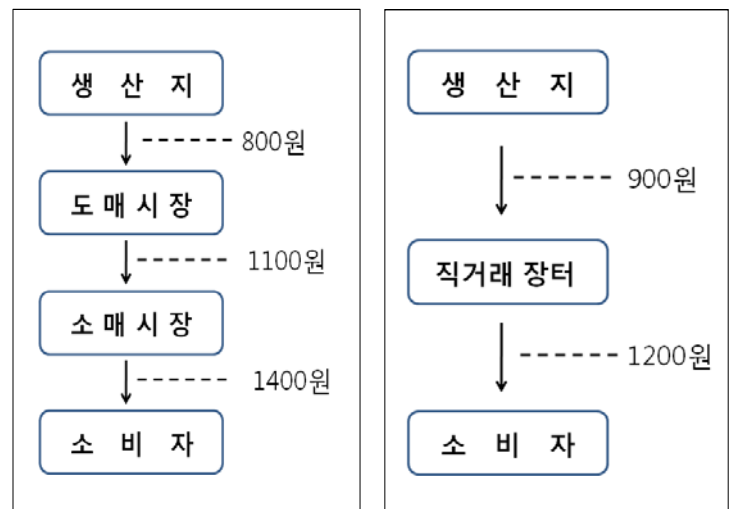 생 산 지
800원
도 매 시 장
1100원
소 매 시 장
1400원
소 비 자
생 산 지
900원
직거래 장터
1200원
소 비 자